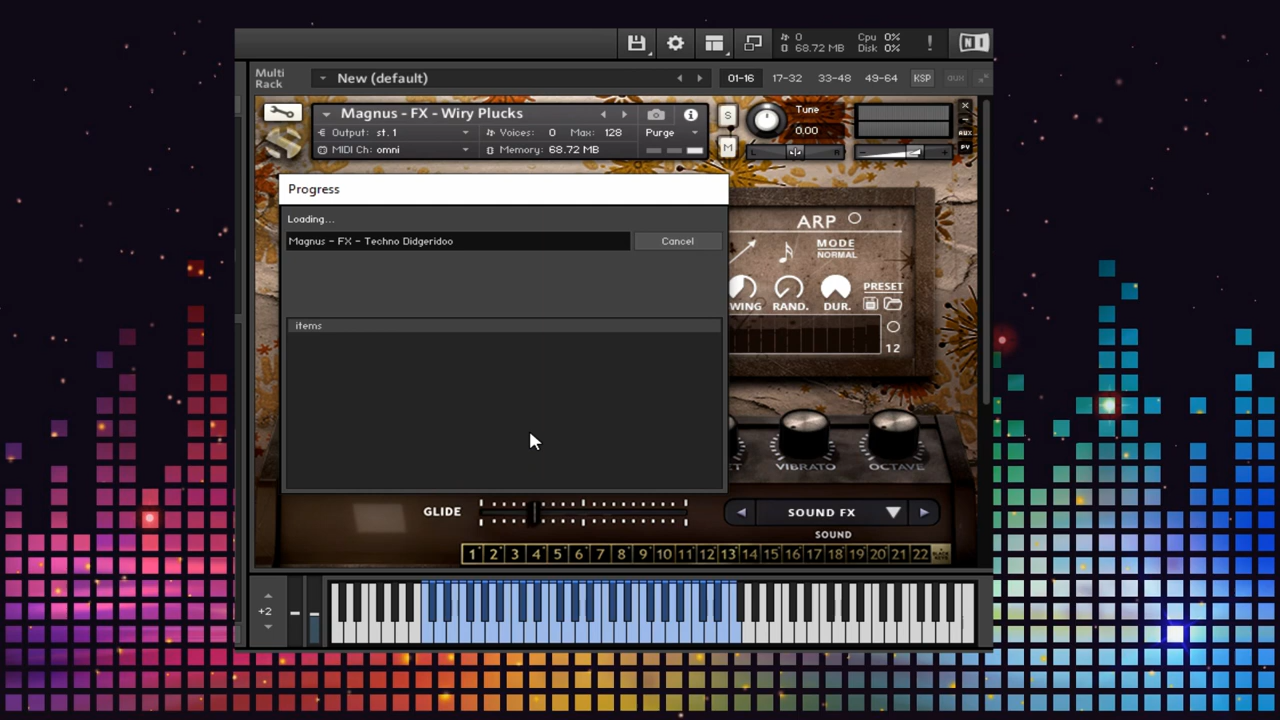 0
68.72 MB
Cpu 0%
Disk 0%
!
NI
Multi Rack
New (default)
01-16
17-32
33-48
49-64
KSP
aux
Magnus - FX - Wiry Plucks
Output: st. 1
Voices: 0 Max: 128
Purge
MIDI Ch: omni
Memory: 68.72 MB
S
M
Tune
0,00
L
R
AUX
PV
Progress
Loading...
Magnus - FX - Techno Didgeridoo
Cancel
items
ARP
MODE
NORMAL
WING
RAND.
DUR.
PRESET
12
VIBRATO
OCTAVE
GLIDE
SOUND FX
SOUND
1 2 3 4 5 6 7 8 9 10 11 12 13 14 15 16 17 18 19 20 21 22
+2